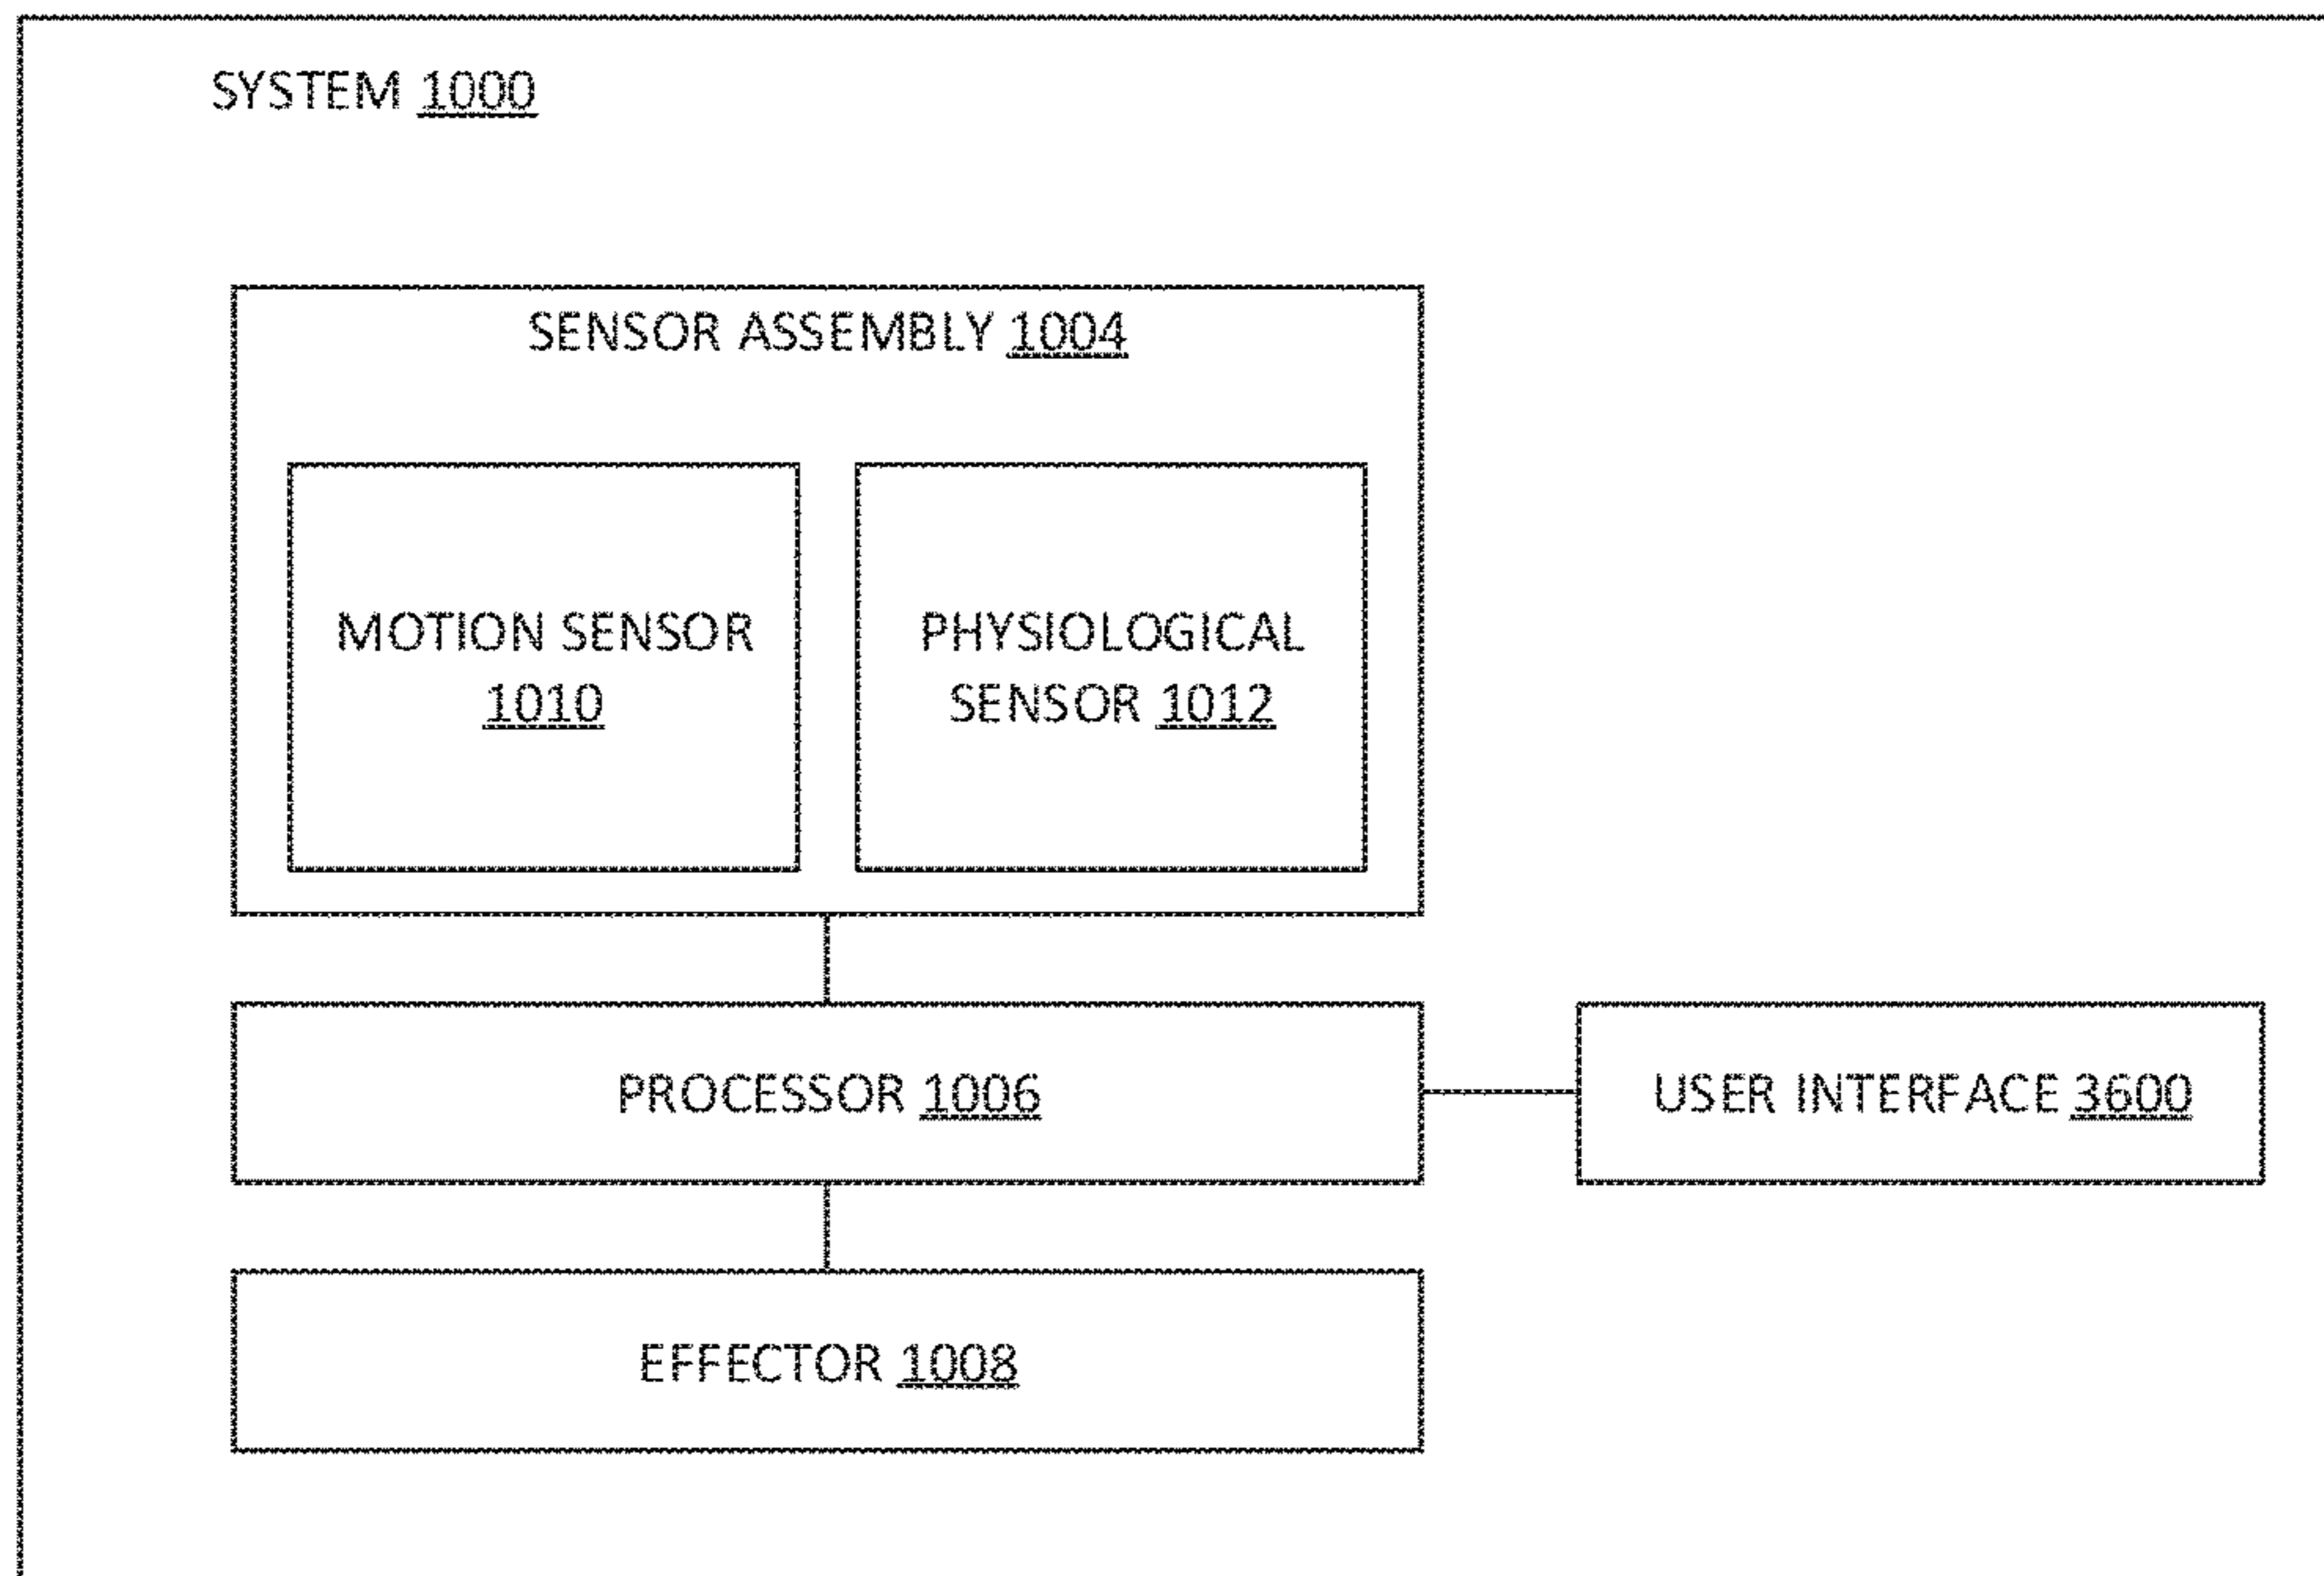 SYSTEM 1000
SENSOR ASSEMBLY 1004
MOTION SENSOR
1010
PHYSIOLOGICAL
SENSOR 1012
PROCESSOR 1006
USER INTERFACE 3600
EFFECTOR 1008